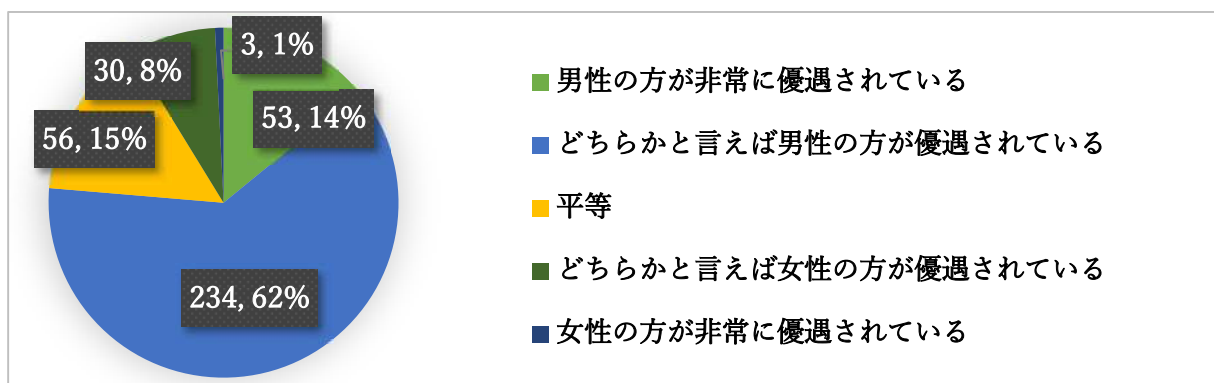 3, 1%
30, 8%
53, 14%
56, 15%
234, 62%
男性の方が非常に優遇されている
どちらかと言えば男性の方が優遇されている
平等
どちらかと言えば女性の方が優遇されている
女性の方が非常に優遇されている